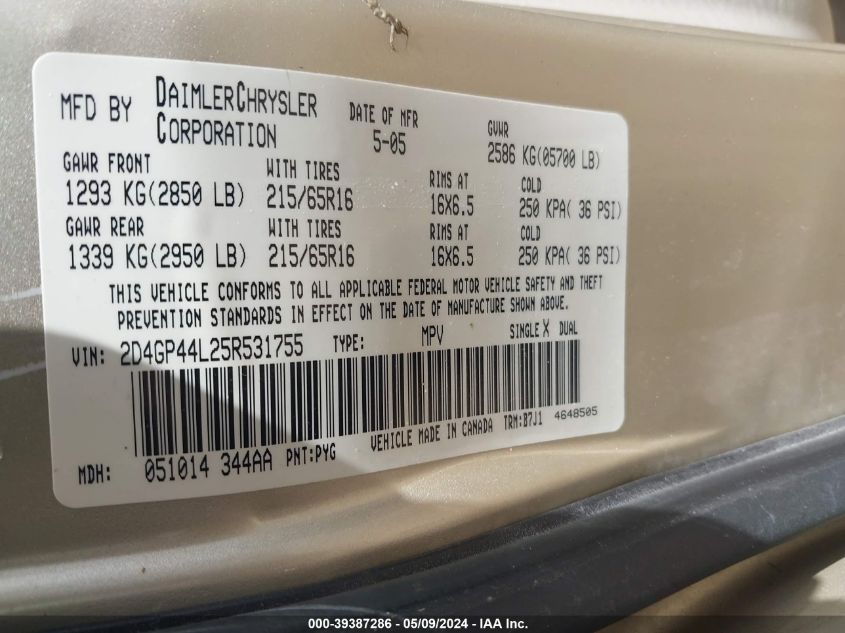 MFD BY DAIMLERCHRYSLER CORPORATION
DATE OF MFR 5-05
GVWR 2586 KG(05700 LB)
GAWR FRONT WITH TIRES RIMS AT COLD
1293 KG(2850 LB) 215/65R16 16X6.5 250 KPA( 36 PSI)
GAWR REAR WITH TIRES RIMS AT COLD
1339 KG(2950 LB) 215/65R16 16X6.5 250 KPA( 36 PSI)
THIS VEHICLE CONFORMS TO ALL APPLICABLE FEDERAL MOTOR VEHICLE SAFETY AND THEFT
PREVENTION STANDARDS IN EFFECT ON THE DATE OF MANUFACTURE SHOWN ABOVE.
VIN: 2D4GP44L25R531755 TYPE: MPV SINGLE X DUAL
VEHICLE MADE IN CANADA TRM:B7J1 4648505
MDH: 051014 344AA PNT:PYG
000-39387286 - 05/09/2024 - IAA Inc.